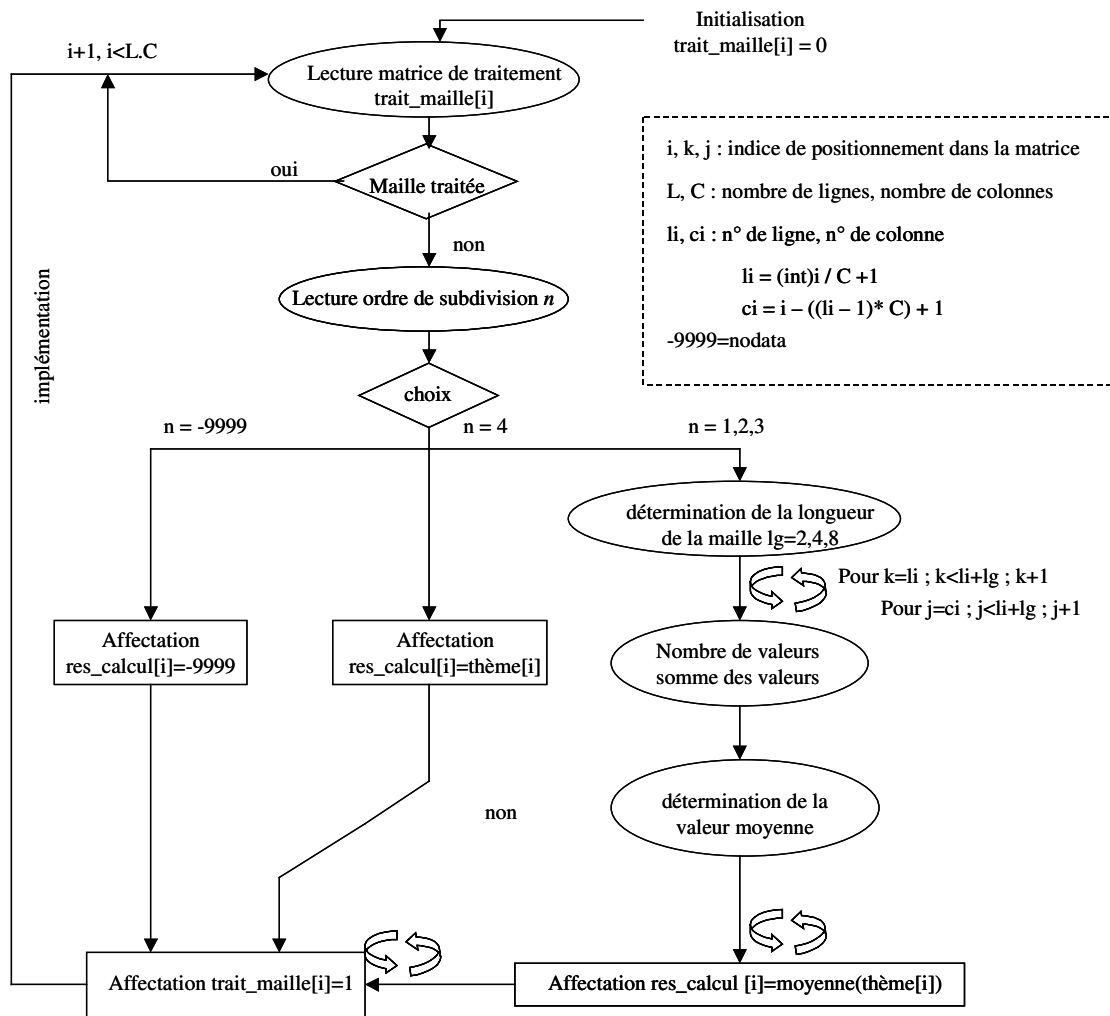 Initialisation
trait_maille[i] = 0
i+1, i<L.C
Lecture matrice de traitement
trait_maille[i]
i, k, j : indice de positionnement dans la matrice
L, C : nombre de lignes, nombre de colonnes
li, ci : n° de ligne, n° de colonne
li = (int)i / C +1
ci = i – ((li – 1)* C) + 1
-9999=nodata
oui
Maille traitée
non
implémentation
Lecture ordre de subdivision n
choix
n = -9999
n = 4
n = 1,2,3
détermination de la longueur
de la maille lg=2,4,8
Pour k=li ; k<li+lg ; k+1
Pour j=ci ; j<li+lg ; j+1
Affectation
res_calcul[i]=-9999
Affectation
res_calcul[i]=thème[i]
Nombre de valeurs
somme des valeurs
détermination de la
valeur moyenne
non
Affectation trait_maille[i]=1
Affectation res_calcul [i]=moyenne(thème[i])